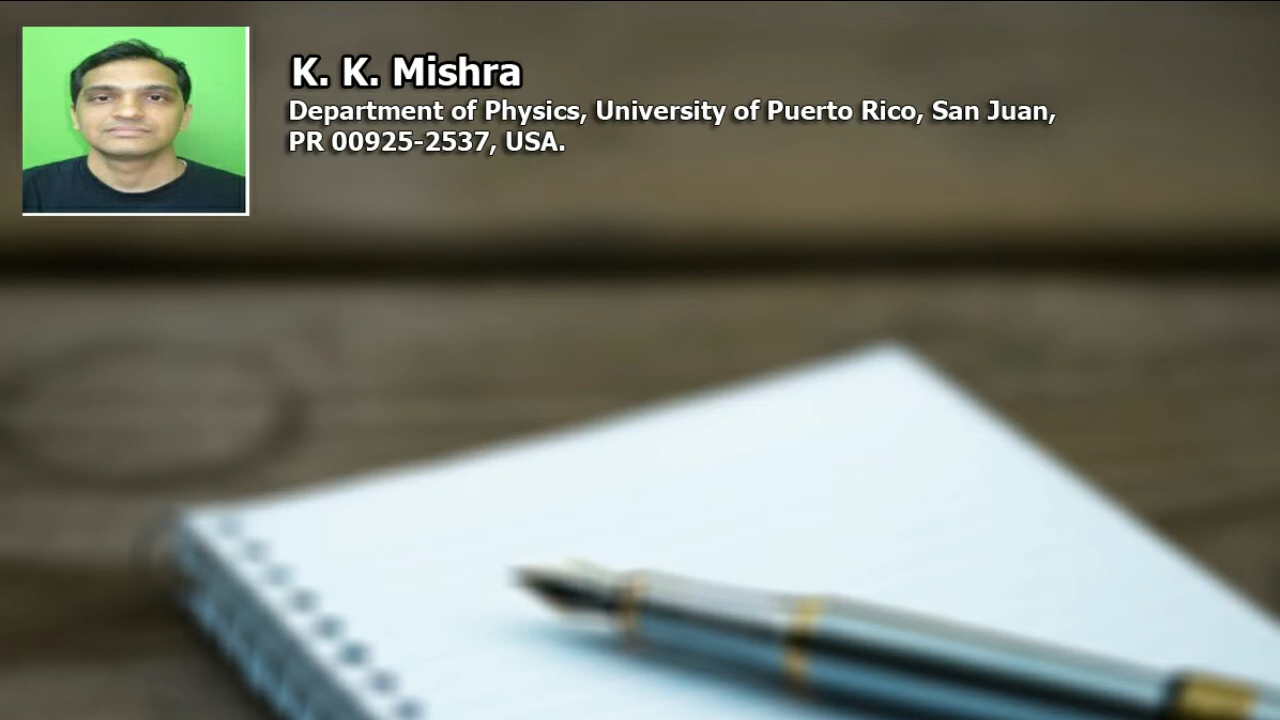 K. K. Mishra
Department of Physics, University of Puerto Rico, San Juan,
PR 00925-2537, USA.